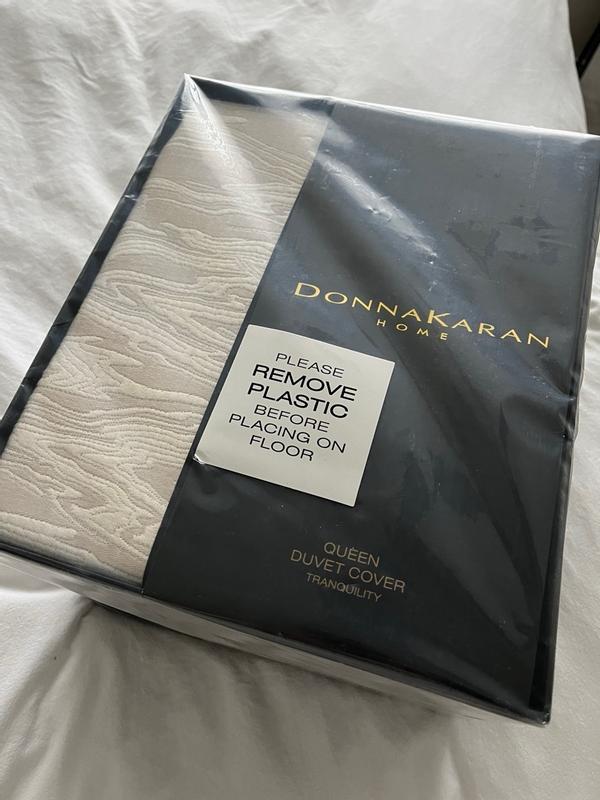 DONNAKARAN
HOME
PLEASE
REMOVE
PLASTIC
BEFORE
PLACING ON
FLOOR
QUEEN
DUVET COVER
TRANQUILITY